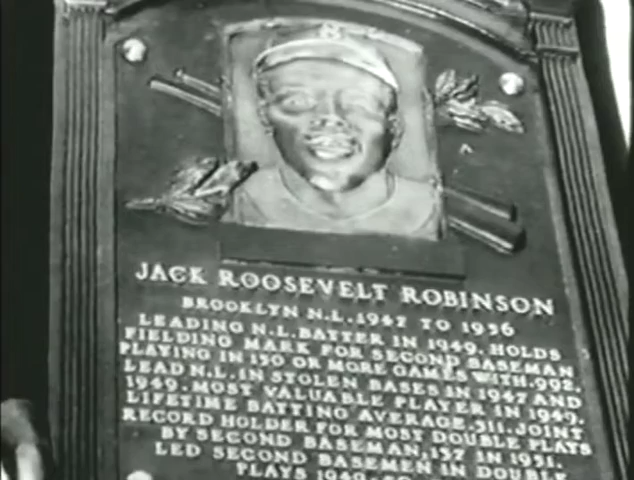 JACK ROOSEVELT ROBINSON
BROOKLYN N.L. 1947 TO 1956
LEADING N.L. BATTER IN 1949. HOLDS
FIELDING MARK FOR SECOND BASEMAN
PLAYING IN 150 OR MORE GAMES WITH .992.
LEAD N.L. IN STOLEN BASES IN 1947 AND
1949. MOST VALUABLE PLAYER IN 1949.
LIFETIME BATTING AVERAGE .311. JOINT
RECORD HOLDER FOR MOST DOUBLE PLAYS
BY SECOND BASEMAN, 137 IN 1951.
LED SECOND BASEMEN IN DOUBLE
PLAYS 1949-50